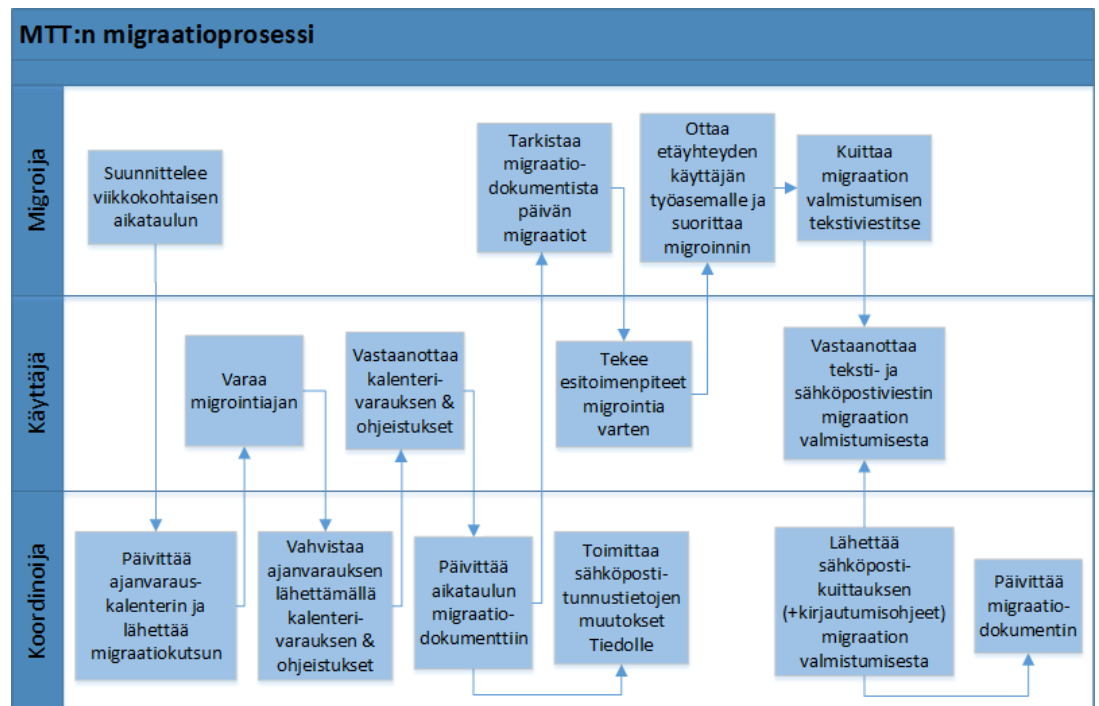 MTT:n migraatioprosessi
Migroija
Suunnittelee
viikkokohtaisen
aikataulun
Tarkistaa
migraatio-
dokumentista
päivän
migraatiot
Ottaa
etäyhteyden
käyttäjän
työasemalle ja
suorittaa
migroinnin
Kuittaa
migraation
valmistumisen
tekstiviestitse
Käyttäjä
Varaa
migrointiajan
Vastaanottaa
kalenteri-
varauksen &
ohjeistukset
Tekee
esitoimenpiteet
migrointia
varten
Vastaanottaa
teksti- ja
sähköpostiviestin
migraation
valmistumisesta
Koordinoija
Päivittää
ajanvaraus-
kalenterin ja
lähettää
migraatiokutsun
Vahvistaa
ajanvarauksen
lähettämällä
kalenteri-
varauksen &
ohjeistukset
Päivittää
aikataulun
migraatio-
dokumenttiin
Toimittaa
sähköposti-
tunnustietojen
muutokset
Tiedolle
Lähettää
sähköposti-
kuittauksen
(+kirjautumisohjeet)
migraation
valmistumisesta
Päivittää
migraatio-
dokumentin